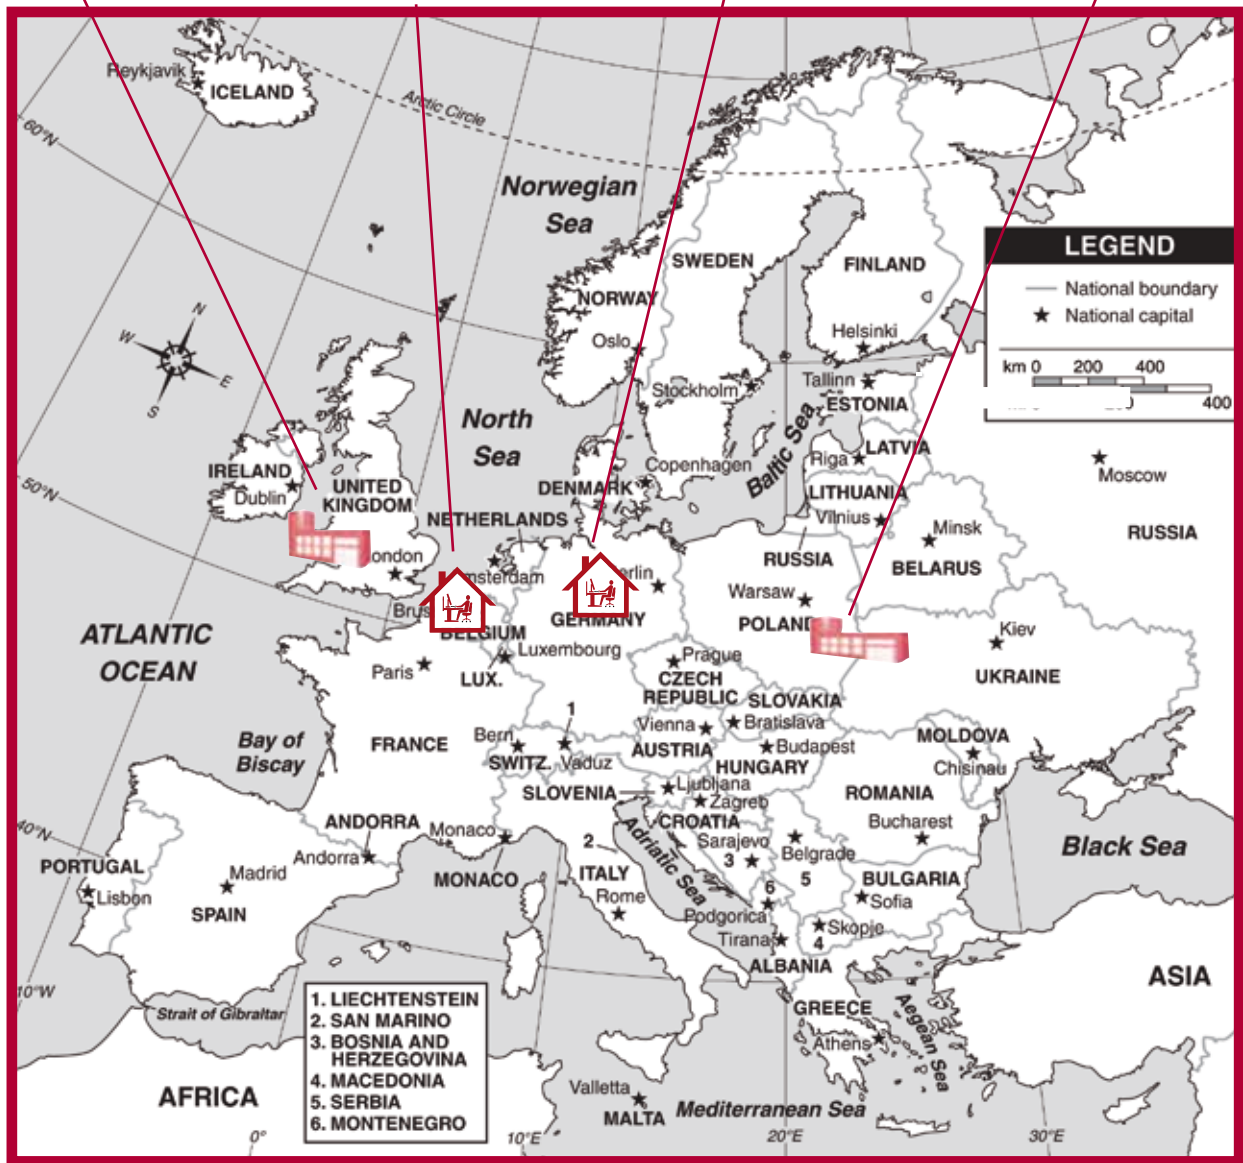 Reykjavik
ICELAND
Arctic Circle
60°N
Norwegian
Sea
SWEDEN
FINLAND
LEGEND
National boundary
National capital
km 0 200 400
400
NORWAY
Oslo
Helsinki
Stockholm
Tallinn
ESTONIA
N
W
E
S
North
Sea
Baltic Sea
Copenhagen
Riga
LATVIA
Moscow
IRELAND
Dublin
UNITED
KINGDOM
DENMARK
LITHUANIA
Vilnius
50°N
NETHERLANDS
Minsk
RUSSIA
RUSSIA
BELARUS
ondon
msterdam
erlin
Warsaw
Brus
BELGIUM
GERMANY
POLAND
Kiev
ATLANTIC
OCEAN
Luxembourg
Paris
LUX.
Prague
CZECH
REPUBLIC
UKRAINE
SLOVAKIA
1
Vienna
Bratislava
Bay of
Biscay
FRANCE
Bern
SWITZ.
Vaduz
AUSTRIA
Budapest
HUNGARY
MOLDOVA
Chisinau
SLOVENIA
Ljubljana
Zagreb
ROMANIA
CROATIA
Bucharest
40°N
ANDORRA
Andorra
Monaco
MONACO
2
Adriatic Sea
Sarajevo
3
Belgrade
5
Black Sea
PORTUGAL
Lisbon
Madrid
SPAIN
ITALY
Rome
6
BULGARIA
Sofia
Podgorica
Skopje
4
Tirana
ALBANIA
ASIA
10°W
Strait of Gibraltar
1. LIECHTENSTEIN
2. SAN MARINO
3. BOSNIA AND
HERZEGOVINA
4. MACEDONIA
5. SERBIA
6. MONTENEGRO
GREECE
Athens
Aegean Sea
AFRICA
Valletta
MALTA
Mediterranean Sea
0°
10°E
20°E
30°E